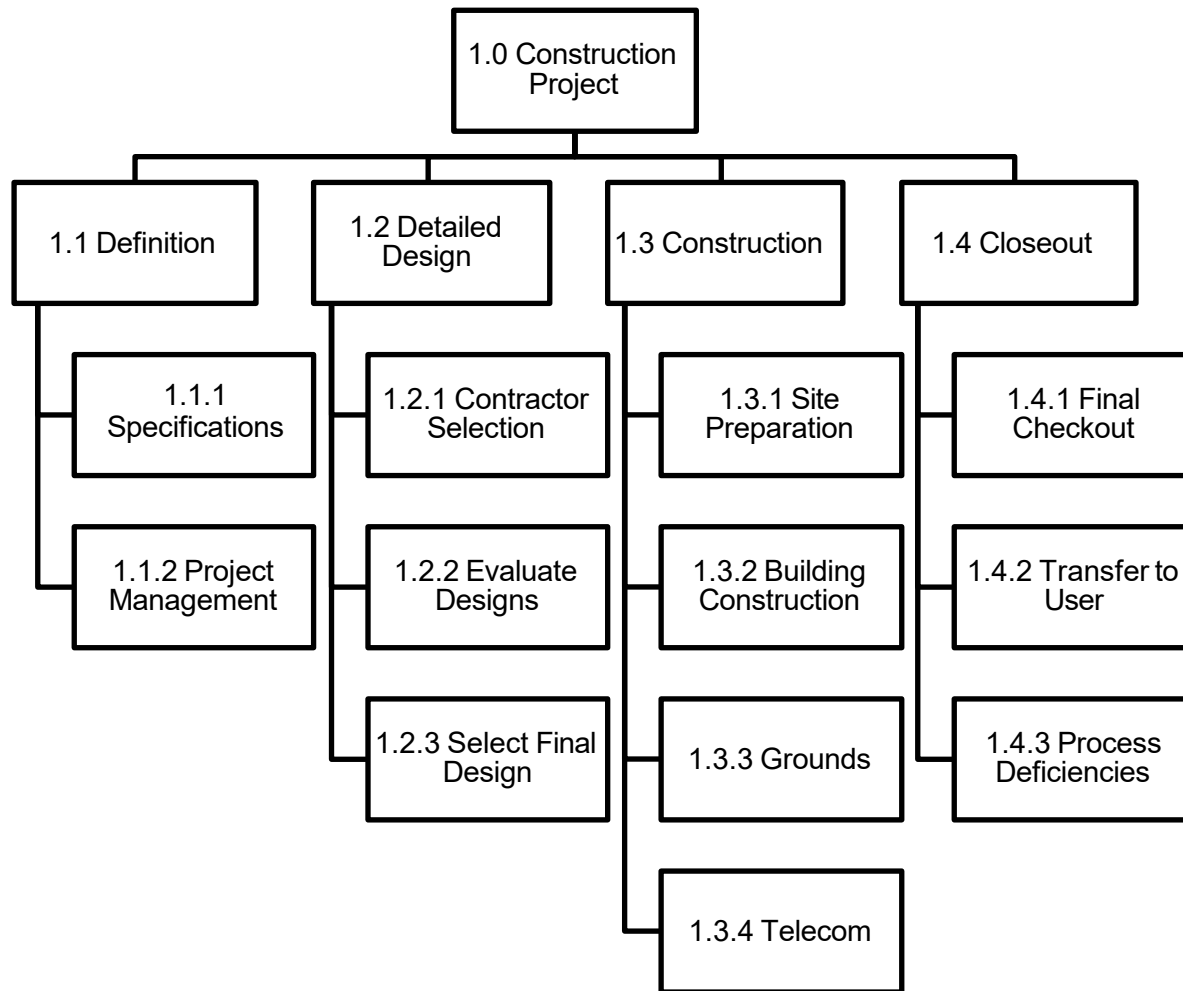 1.0 Construction
Project
1.1 Definition
1.2 Detailed
Design
1.3 Construction
1.4 Closeout
1.1.1
Specifications
1.1.2 Project
Management
1.2.1 Contractor
Selection
1.2.2 Evaluate
Designs
1.2.3 Select Final
Design
1.3.1 Site
Preparation
1.3.2 Building
Construction
1.3.3 Grounds
1.3.4 Telecom
1.4.1 Final
Checkout
1.4.2 Transfer to
User
1.4.3 Process
Deficiencies